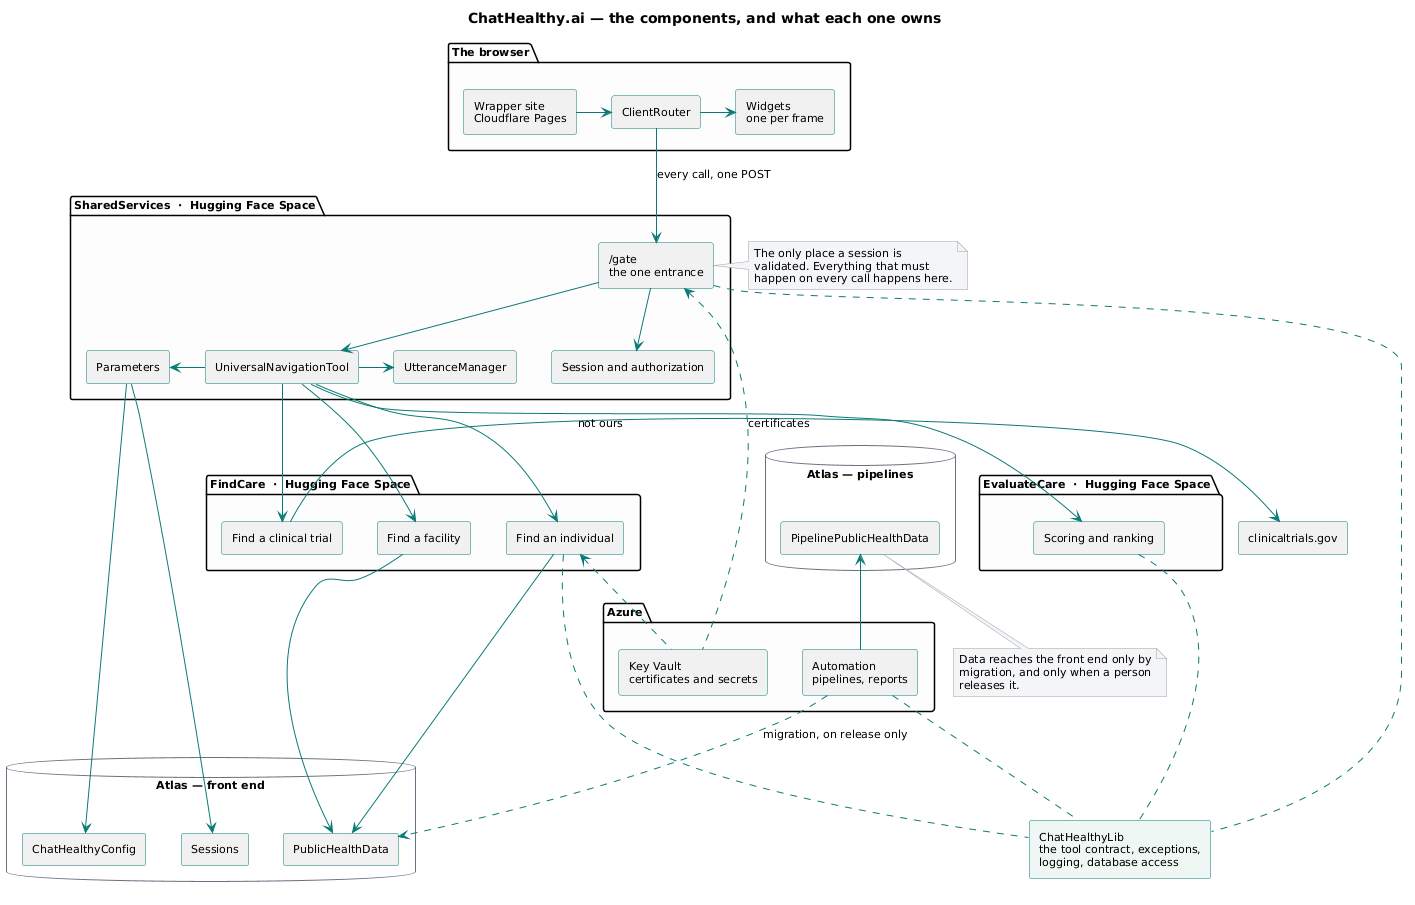 ChatHealthy.ai — the components, and what each one owns
The browser
Wrapper site
Cloudflare Pages
ClientRouter
Widgets
one per frame
every call, one POST
SharedServices · Hugging Face Space
/gate
the one entrance
The only place a session is
validated. Everything that must
happen on every call happens here.
Parameters
UniversalNavigationTool
UtteranceManager
Session and authorization
not ours
certificates
FindCare · Hugging Face Space
Find a clinical trial
Find a facility
Find an individual
Atlas — pipelines
PipelinePublicHealthData
EvaluateCare · Hugging Face Space
Scoring and ranking
clinicaltrials.gov
Azure
Key Vault
certificates and secrets
Automation
pipelines, reports
Data reaches the front end only by
migration, and only when a person
releases it.
migration, on release only
Atlas — front end
ChatHealthyConfig
Sessions
PublicHealthData
ChatHealthyLib
the tool contract, exceptions,
logging, database access